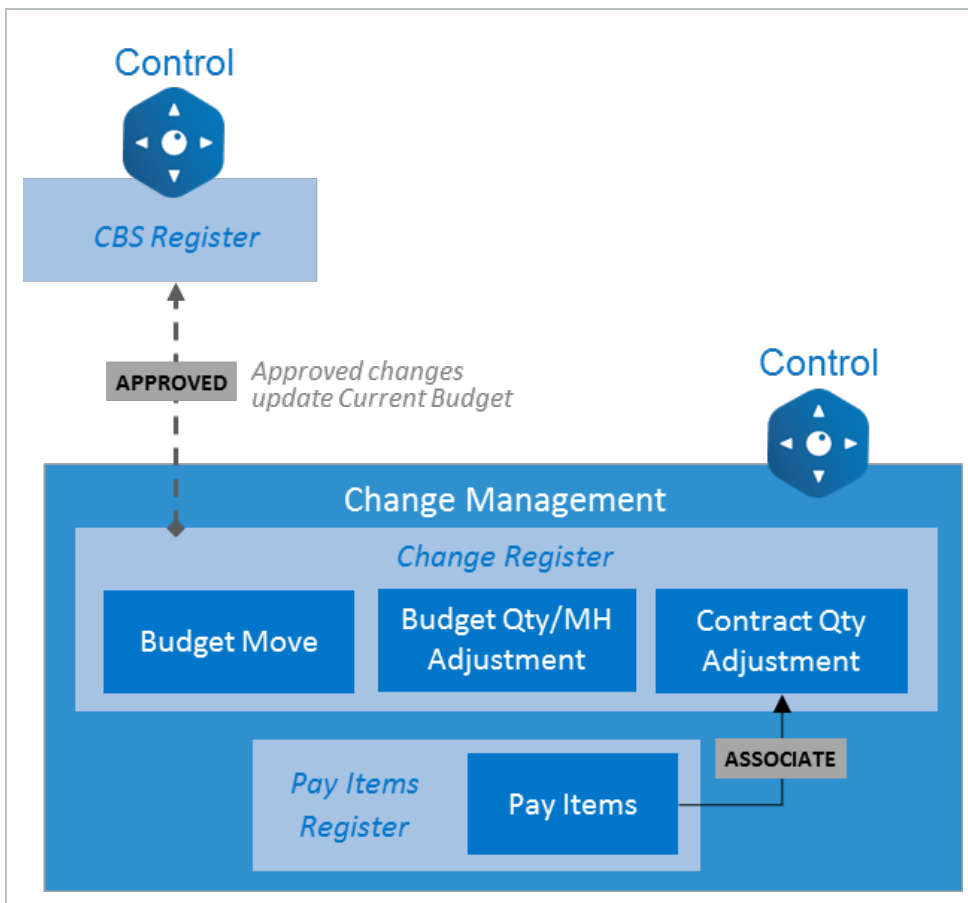 Control
CBS Register
APPROVED
Approved changes
update Current Budget
Control
Change Management
Change Register
Budget Move
Budget Qty/MH
Adjustment
Contract Qty
Adjustment
ASSOCIATE
Pay Items
Register
Pay Items